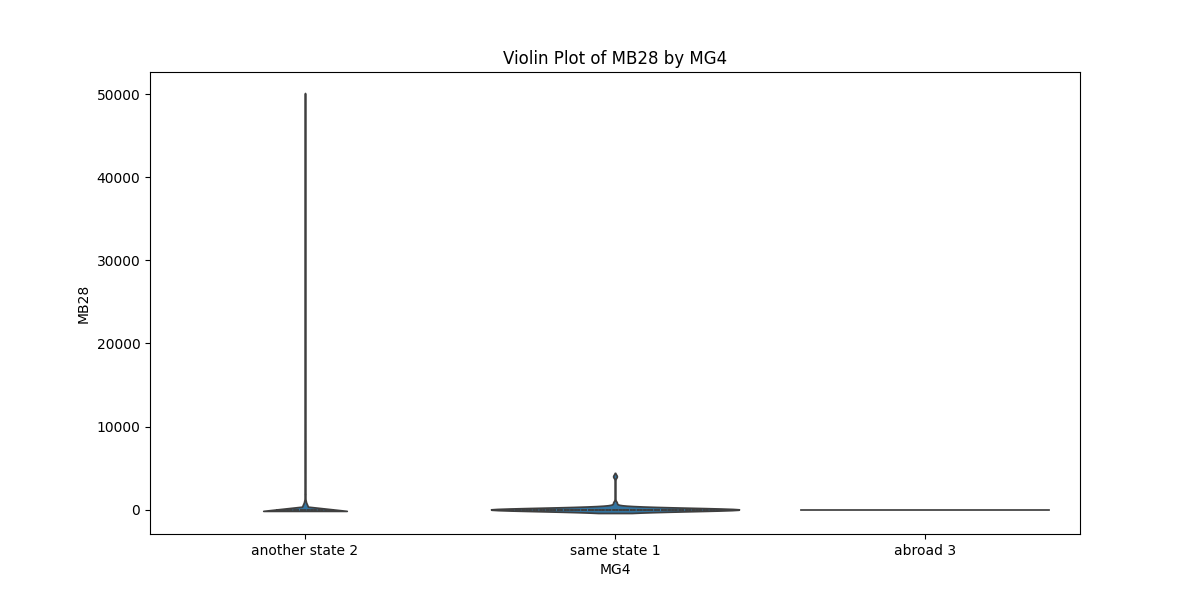 Violin Plot of MB28 by MG4
50000
40000
30000
20000
10000
0
MB28
another state 2
same state 1
abroad 3
MG4